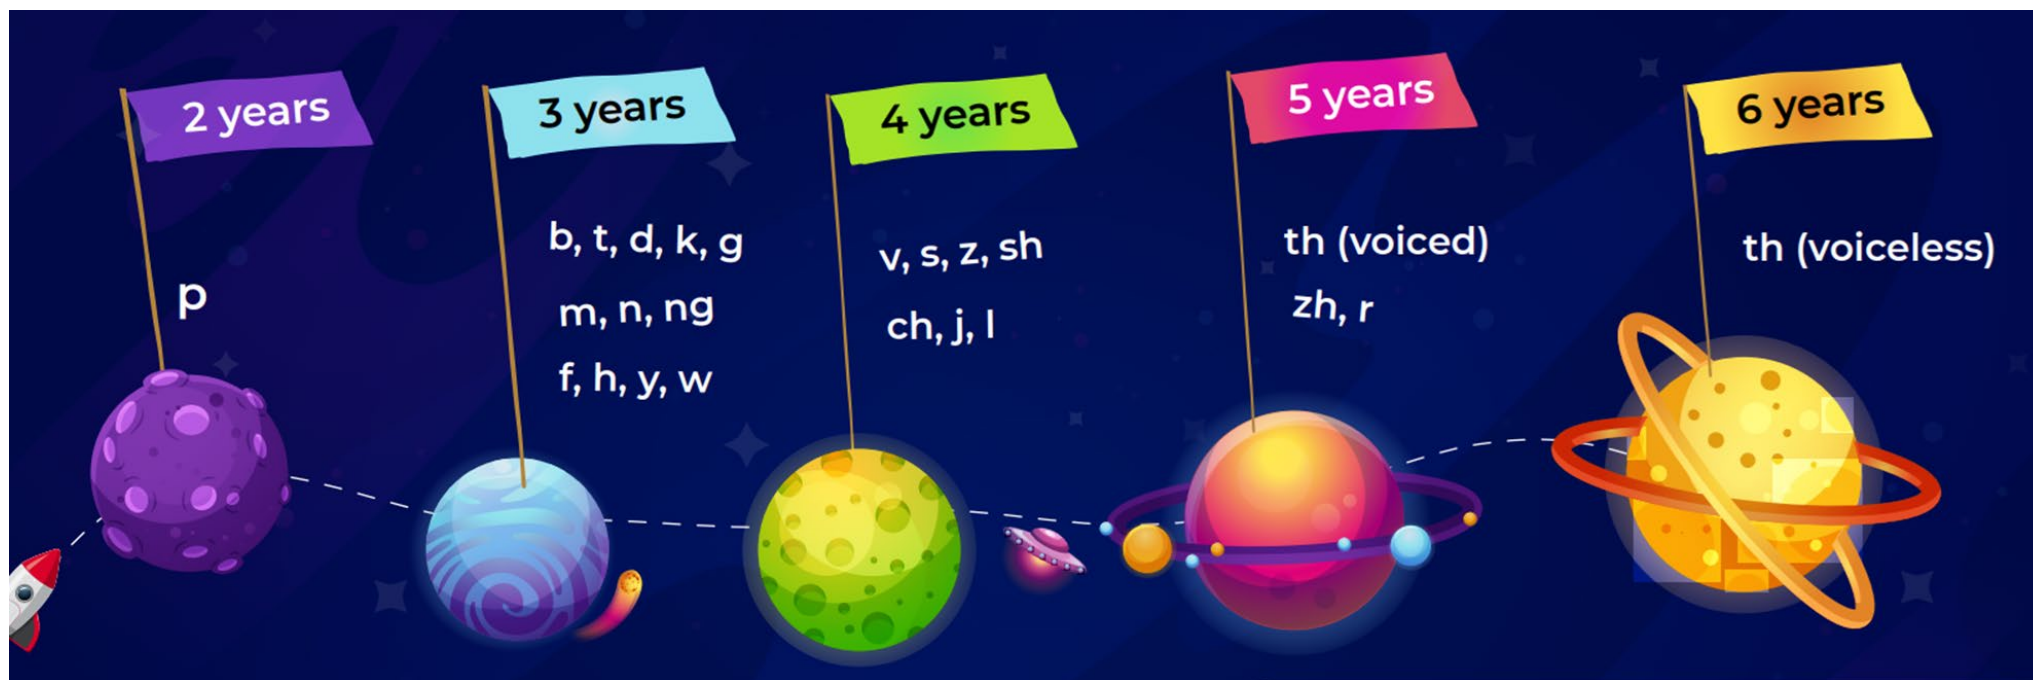 2 years
p
3 years
b, t, d, k, g
m, n, ng
f, h, y, w
4 years
v, s, z, sh
ch, j, l
5 years
th (voiced)
zh, r
6 years
th (voiceless)